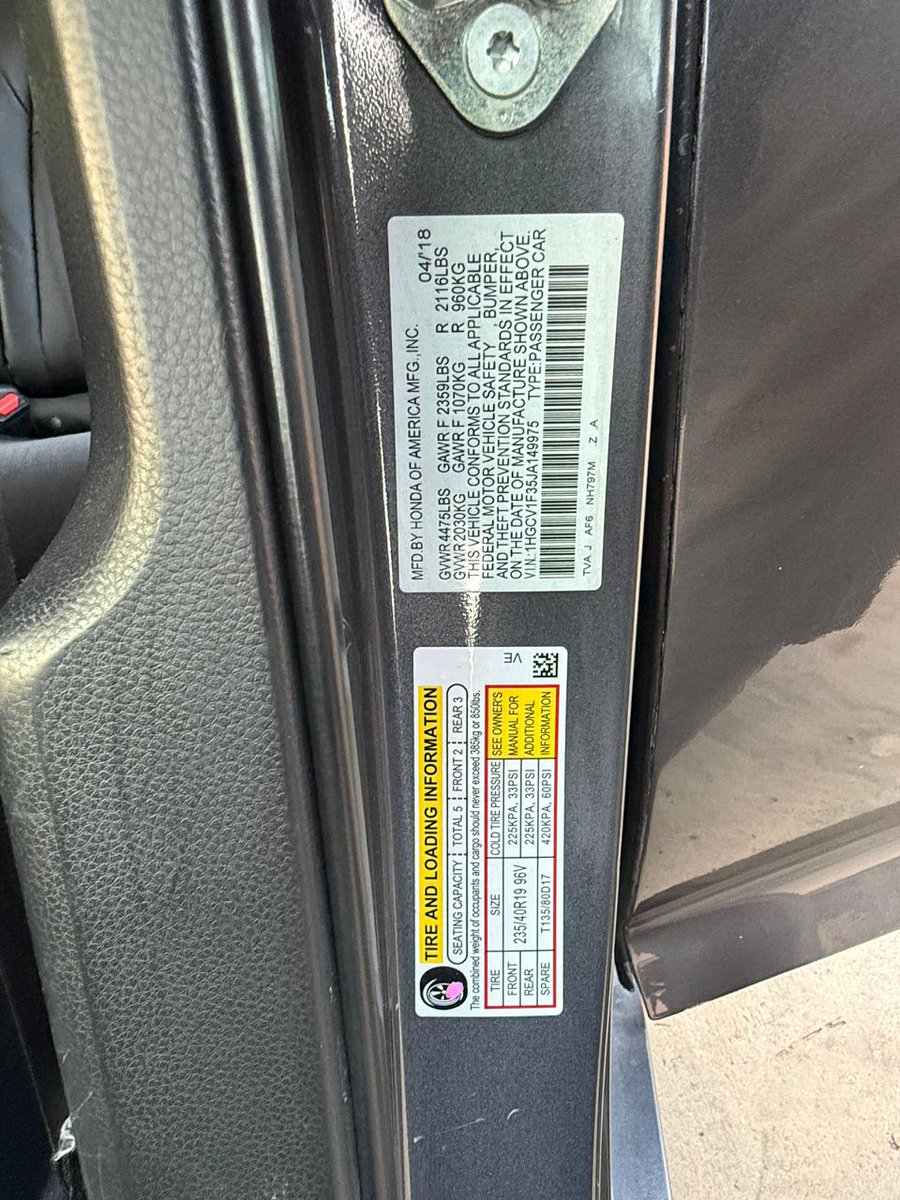 MFD.BY HONDA OF AMERICA MFG.,INC. 04/18
GVWR4475LBS GAWR F 2359LBS R 2116LBS
GVWR2030KG GAWR F 1070KG R 960KG
THIS VEHICLE CONFORMS TO ALL APPLICABLE
FEDERAL MOTOR VEHICLE SAFETY, BUMPER,
AND THEFT PREVENTION STANDARDS IN EFFECT
ON THE DATE OF MANUFACTURE SHOWN ABOVE.
V.I.N.:1HGCV1F35JA149975 TYPE:PASSENGER CAR
TVA J AF6 NH797M Z A
TIRE AND LOADING INFORMATION
SEATING CAPACITY TOTAL 5 FRONT 2 REAR 3
The combined weight of occupants and cargo should never exceed 385kg or 850lbs.
TIRE SIZE COLD TIRE PRESSURE SEE OWNER'S
FRONT 235/40R19 96V 225KPA, 33PSI MANUAL FOR
REAR 225KPA, 33PSI ADDITIONAL
SPARE T135/80D17 420KPA, 60PSI INFORMATION
VE